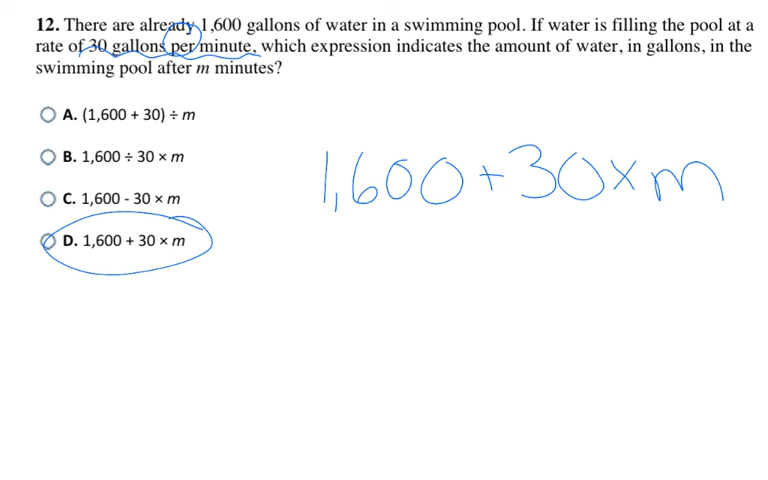 12. There are already 1,600 gallons of water in a swimming pool. If water is filling the pool at a
rate of 30 gallons per minute, which expression indicates the amount of water, in gallons, in the
swimming pool after m minutes?
A. (1,600 + 30) ÷ m
B. 1,600 ÷ 30 × m
C. 1,600 - 30 × m
D. 1,600 + 30 × m
1,600 + 30 × m